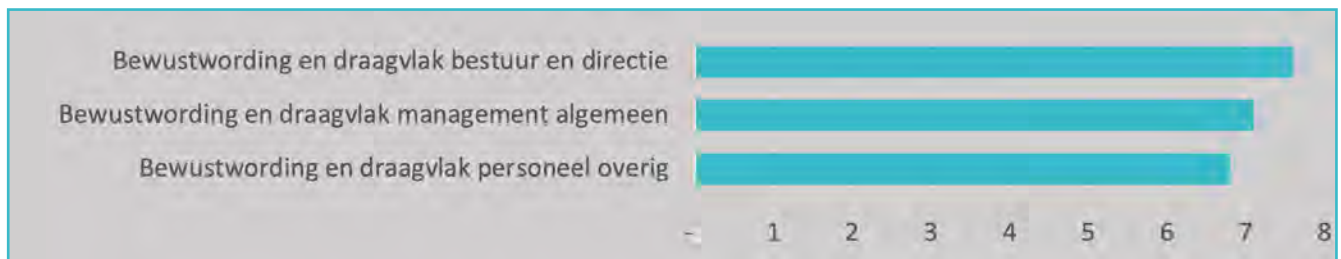 Bewustwording en draagvlak bestuur en directie
Bewustwording en draagvlak management algemeen
Bewustwording en draagvlak personeel overig
- 1 2 3 4 5 6 7 8